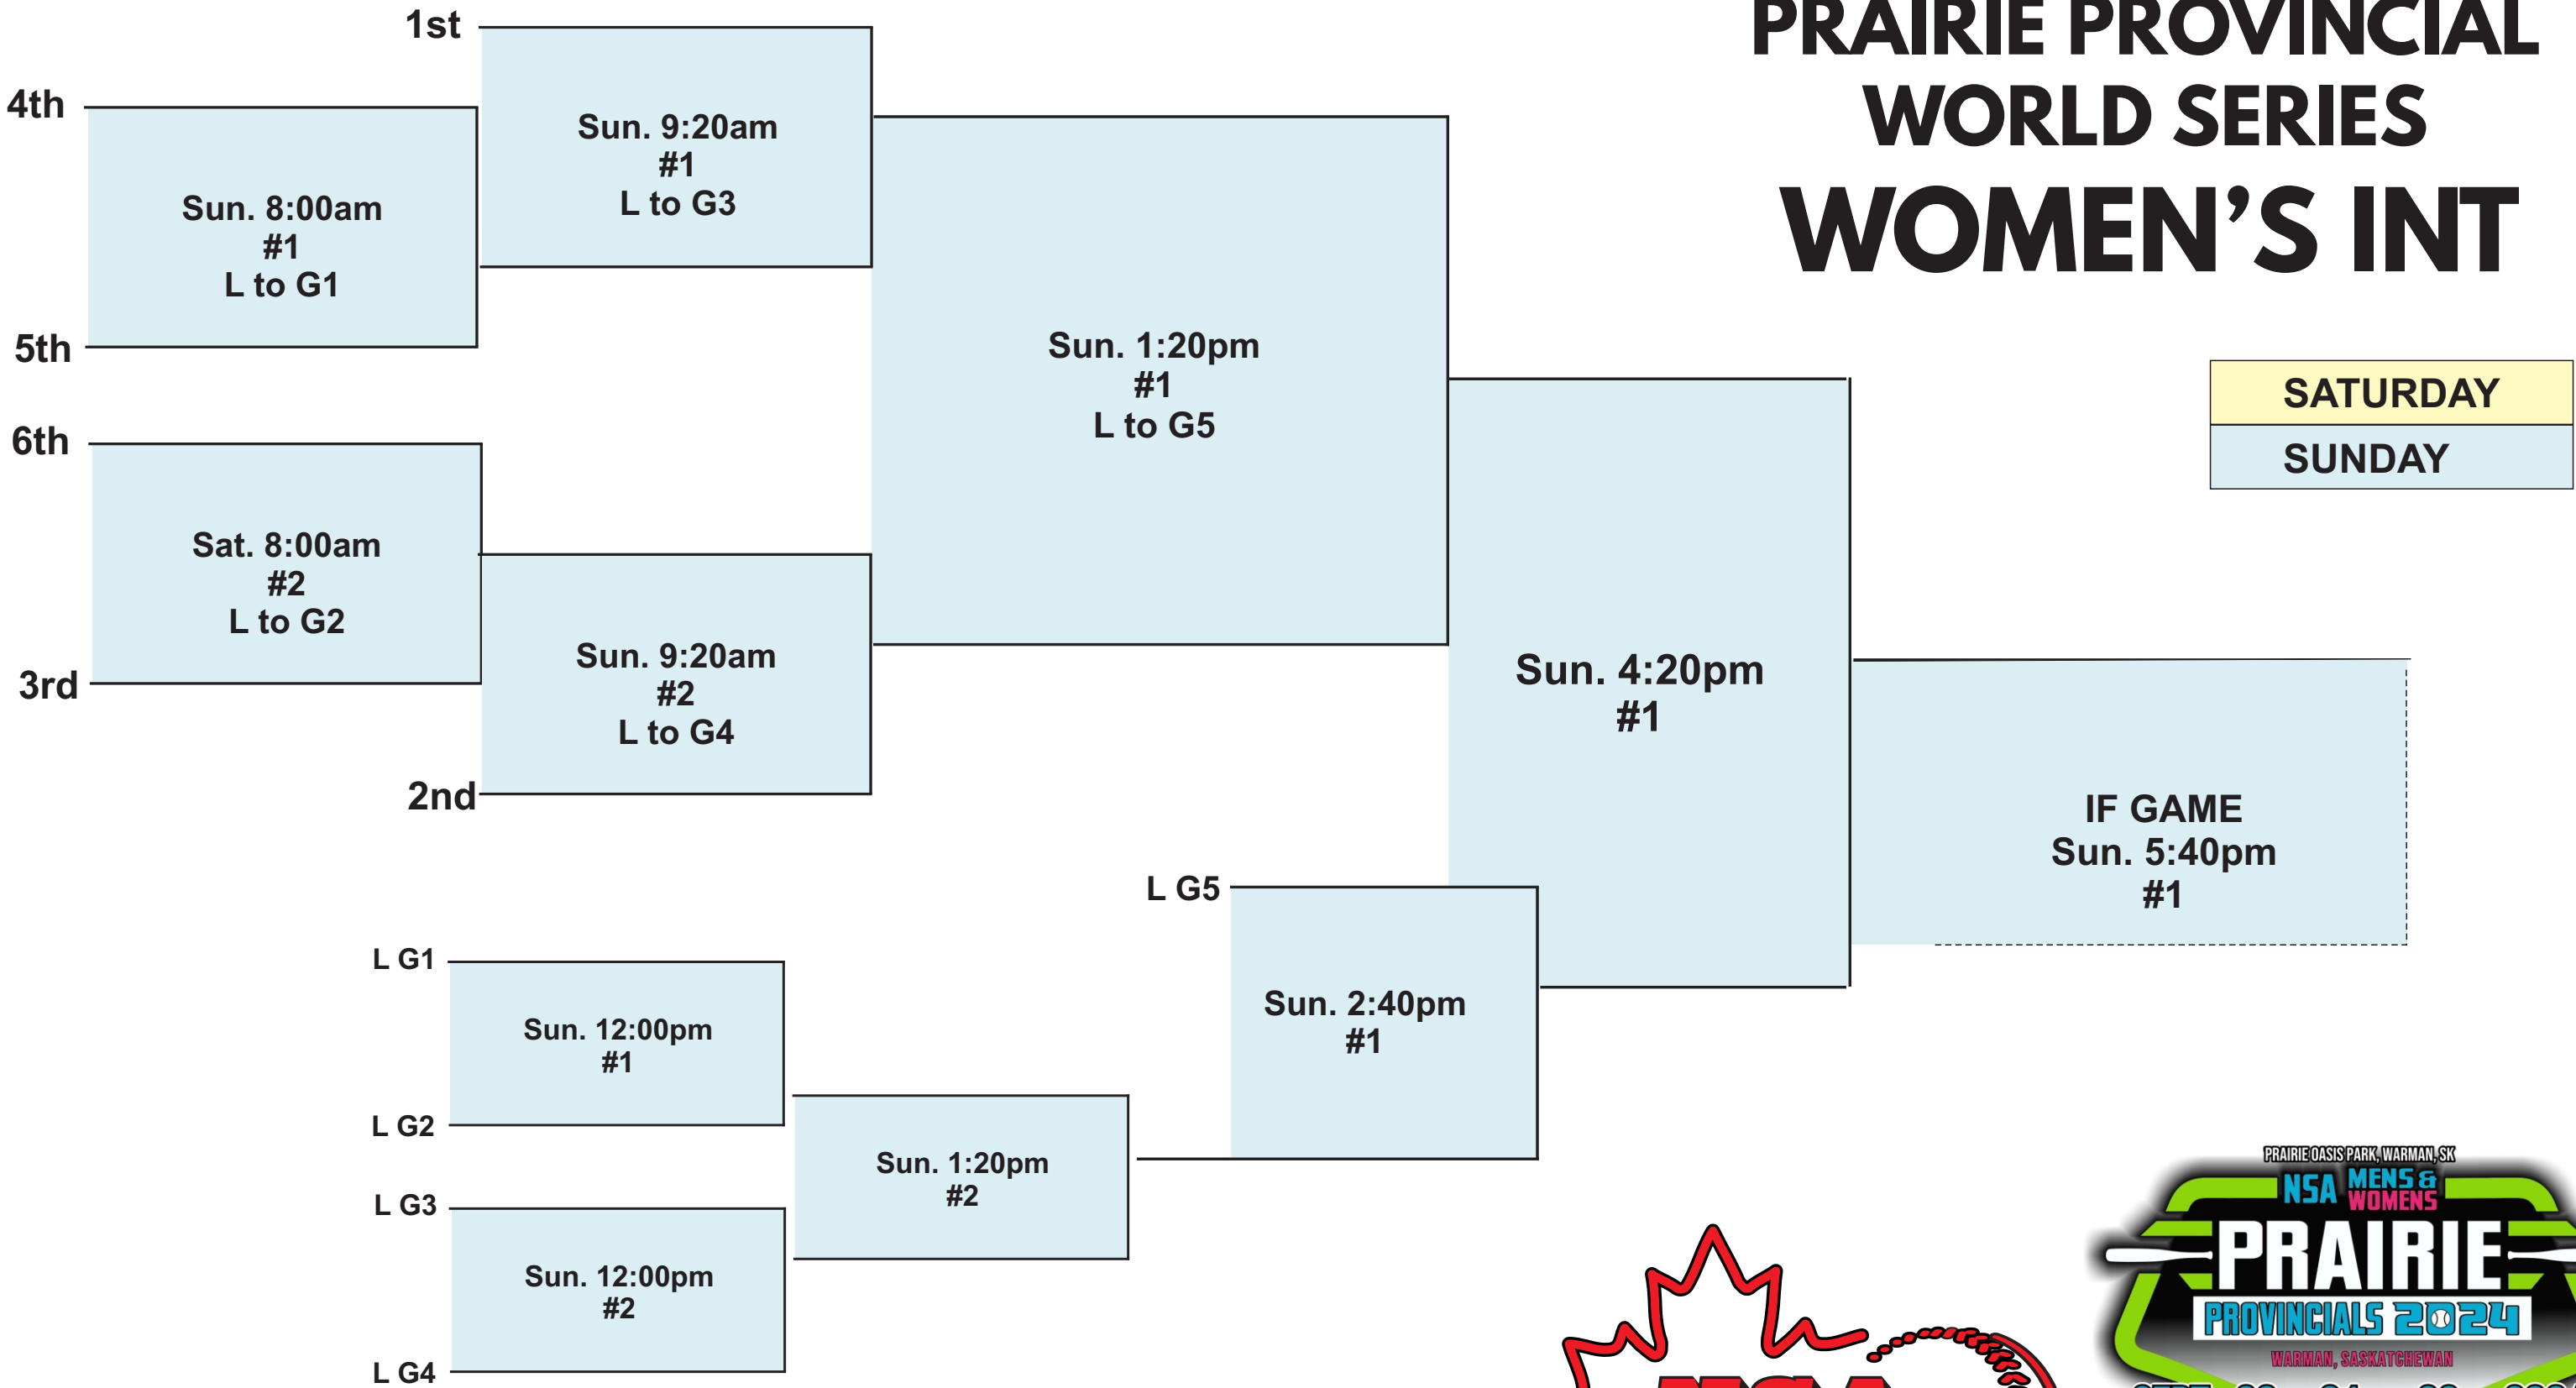 PRAIRIE PROVINCIAL
WORLD SERIES
WOMEN’S INT
SATURDAY
SUNDAY
1st
4th
5th
6th
3rd
2nd
Sun. 8:00am
#1
L to G1
Sun. 9:20am
#1
L to G3
Sat. 8:00am
#2
L to G2
Sun. 9:20am
#2
L to G4
Sun. 1:20pm
#1
L to G5
Sun. 4:20pm
#1
IF GAME
Sun. 5:40pm
#1
L G5
Sun. 2:40pm
#1
L G1
Sun. 12:00pm
#1
L G2
L G3
Sun. 12:00pm
#2
L G4
Sun. 1:20pm
#2
PRAIRIE OASIS PARK, WARMAN, SK
NSA MENS &
WOMENS
PRAIRIE
PROVINCIALS 2024
WARMAN, SASKATCHEWAN